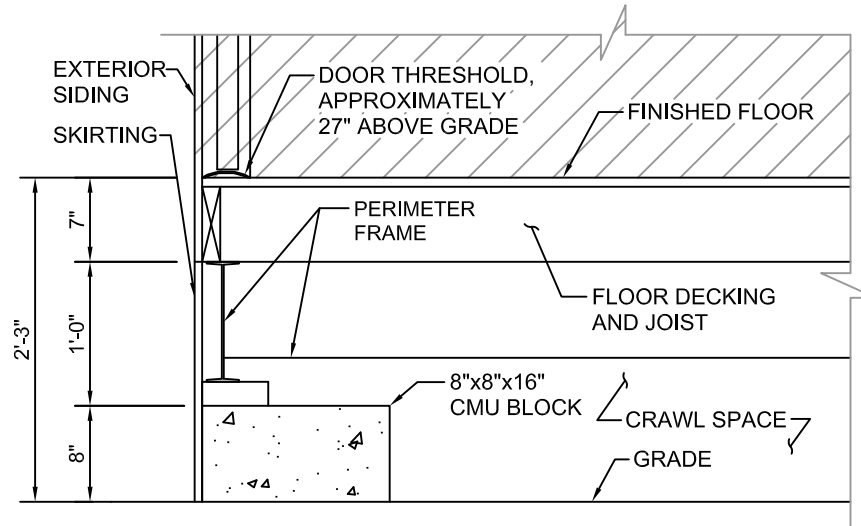 EXTERIOR
SIDING
SKIRTING
DOOR THRESHOLD,
APPROXIMATELY
27" ABOVE GRADE
FINISHED FLOOR
PERIMETER
FRAME
FLOOR DECKING
AND JOIST
8"x8"x16"
CMU BLOCK
CRAWL SPACE
GRADE
2'-3"
7"
1'-0"
8"